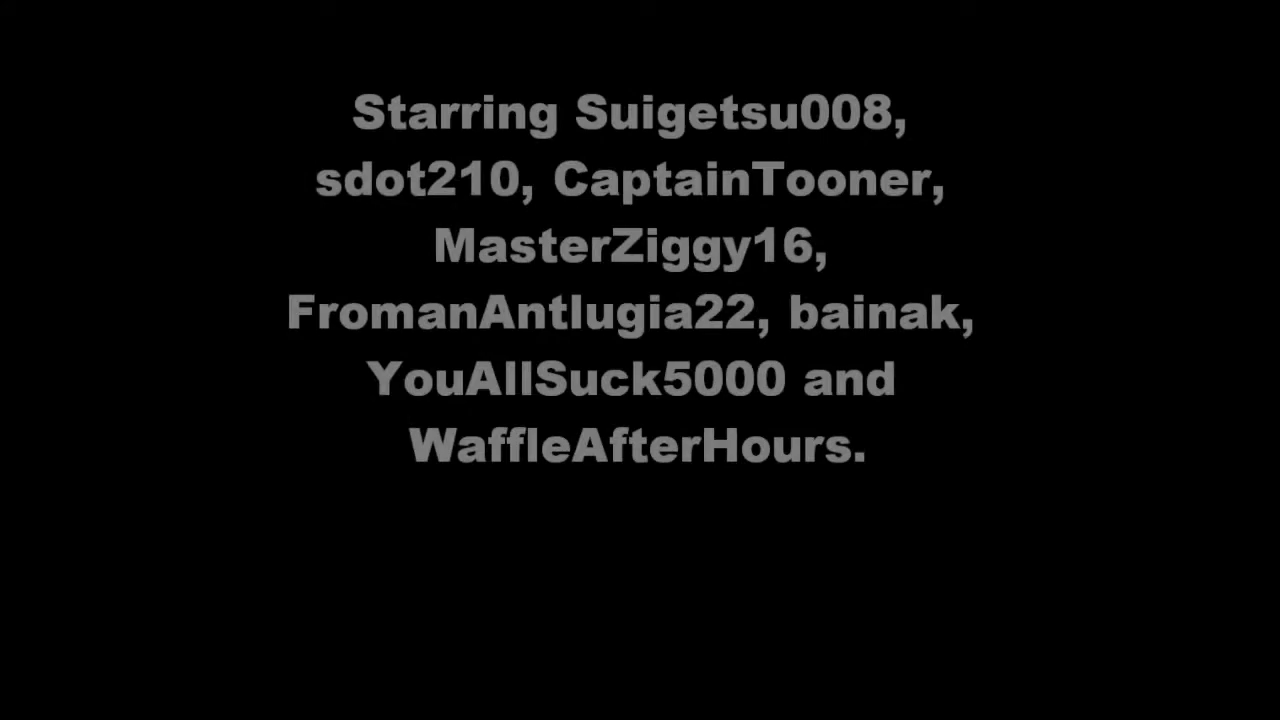 Starring Suigetsu008,
sdot210, CaptainTooner,
MasterZiggy16,
FromanAntlugia22, bainak,
YouAllSuck5000 and
WaffleAfterHours.